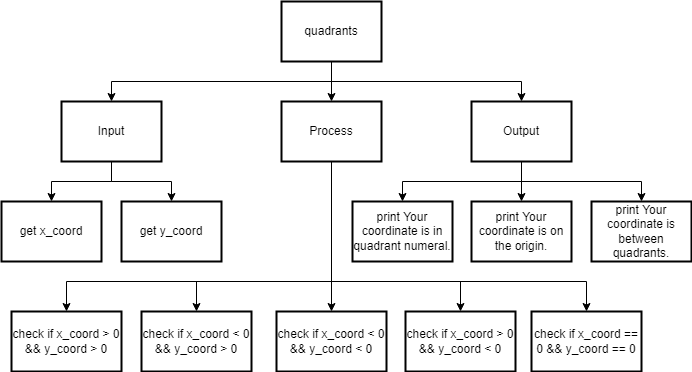 quadrants
Input
Process
Output
get x_coord
get y_coord
print Your
coordinate is in
quadrant numeral.
print Your
coordinate is on
the origin.
print Your
coordinate is
between
quadrants.
check if x_coord > 0
&& y_coord > 0
check if x_coord < 0
&& y_coord > 0
check if x_coord < 0
&& y_coord < 0
check if x_coord > 0
&& y_coord < 0
check if x_coord ==
0 && y_coord == 0